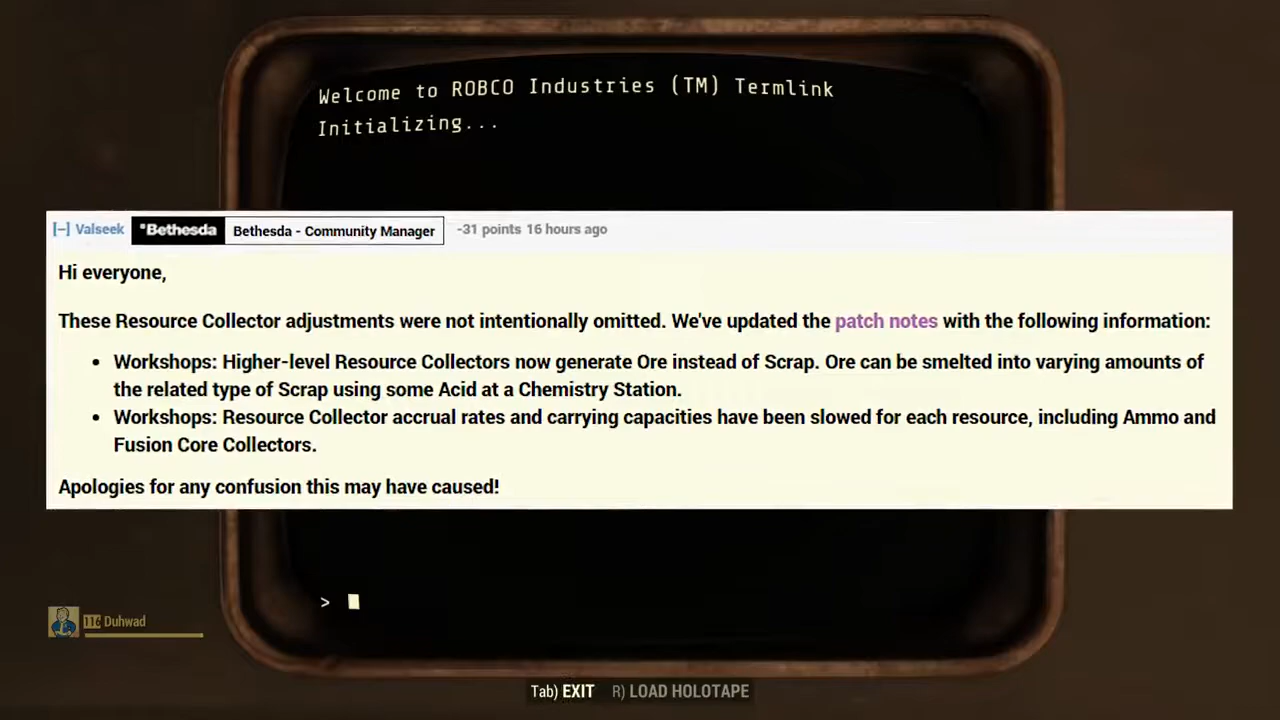 Welcome to ROBCO Industries (TM) Termlink
Initializing...
[–] Valseek *Bethesda Bethesda - Community Manager -31 points 16 hours ago
Hi everyone,
These Resource Collector adjustments were not intentionally omitted. We've updated the patch notes with the following information:
• Workshops: Higher-level Resource Collectors now generate Ore instead of Scrap. Ore can be smelted into varying amounts of
the related type of Scrap using some Acid at a Chemistry Station.
• Workshops: Resource Collector accrual rates and carrying capacities have been slowed for each resource, including Ammo and
Fusion Core Collectors.
Apologies for any confusion this may have caused!
>
116 Duhwad
Tab) EXIT R) LOAD HOLOTAPE